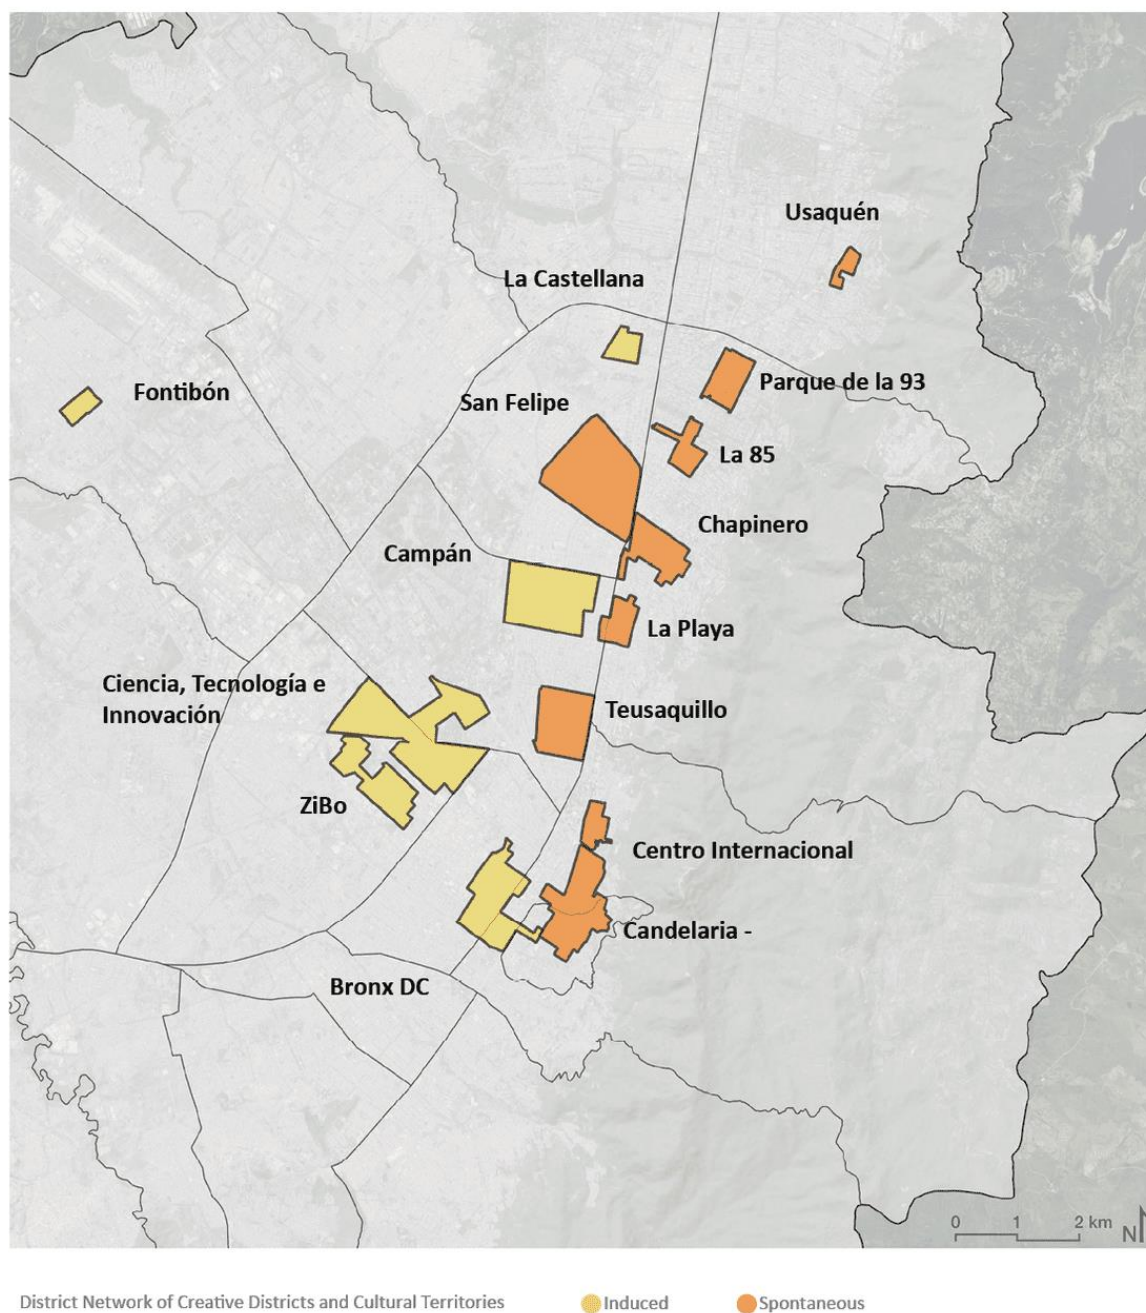 Usaquén
La Castellana
Parque de la 93
Fontibón
San Felipe
La 85
Chapinero
Campán
La Playa
Ciencia, Tecnología e
Innovación
Teusaquillo
ZiBo
Centro Internacional
Candelaria -
Bronx DC
0 1 2 km
N
District Network of Creative Districts and Cultural Territories Induced Spontaneous